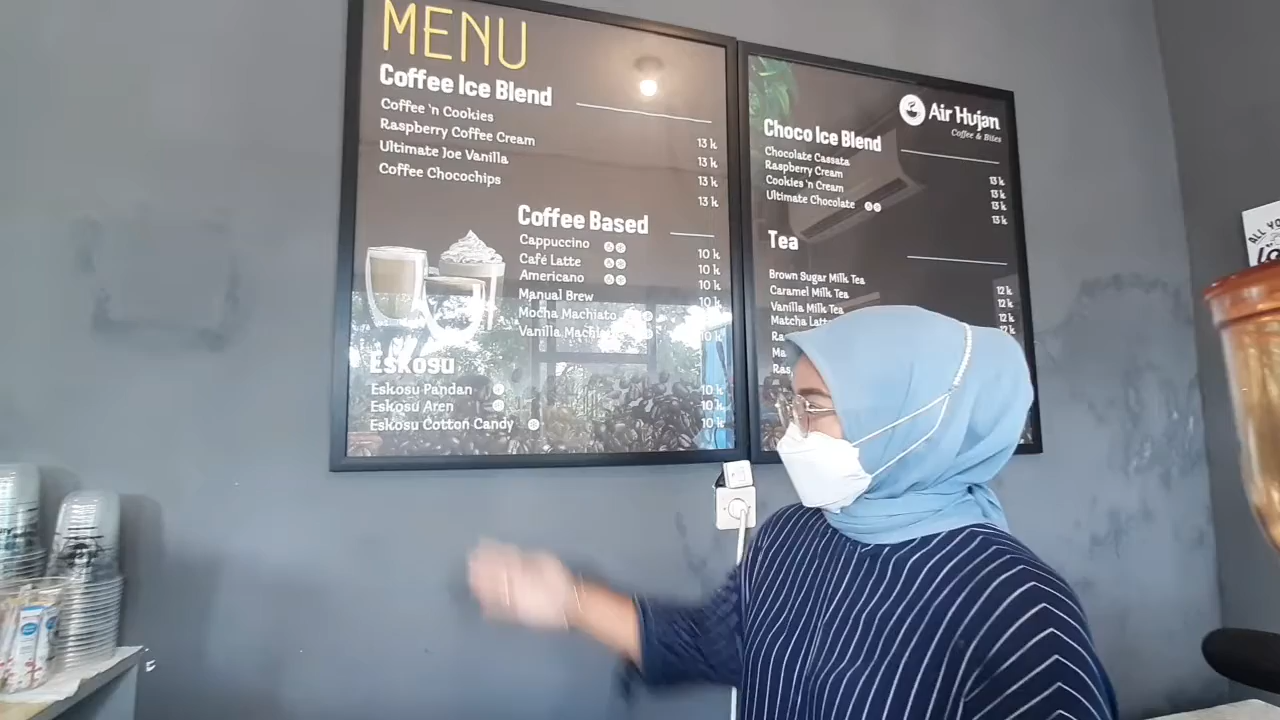 MENU
Coffee Ice Blend
Coffee 'n Cookies 13 k
Raspberry Coffee Cream 13 k
Ultimate Joe Vanilla 13 k
Coffee Chocochips 13 k
Coffee Based
Cappuccino 10 k
Café Latte 10 k
Americano 10 k
Manual Brew 10 k
Mocha Machiato 10 k
Vanilla
Eskosu
Eskosu Pandan 10 k
Eskosu Aren 10 k
Eskosu Cotton Candy 10 k
Air Hujan
Coffee & Bites
Choco Ice Blend
Chocolate Cassata 13 k
Raspberry Cream 13 k
Cookies 'n Cream 13 k
Ultimate Chocolate 13 k
Tea
Brown Sugar Milk Tea 12 k
Caramel Milk Tea 12 k
Vanilla Milk Tea 12 k
Matcha
ALL